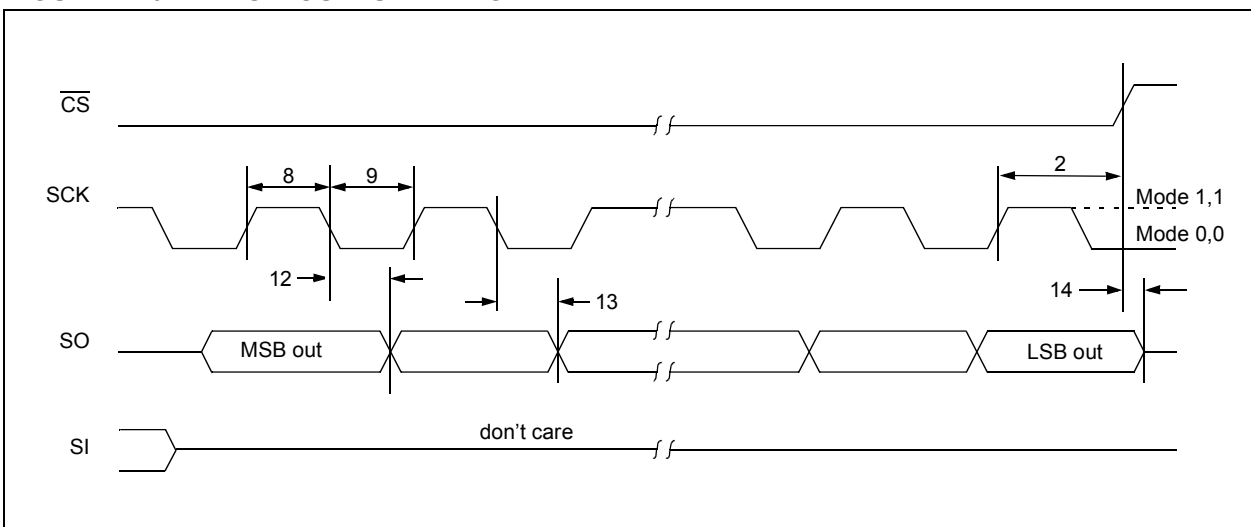 CS
SCK
8
9
2
Mode 1,1
Mode 0,0
12
13
14
SO
MSB out
LSB out
SI
don't care